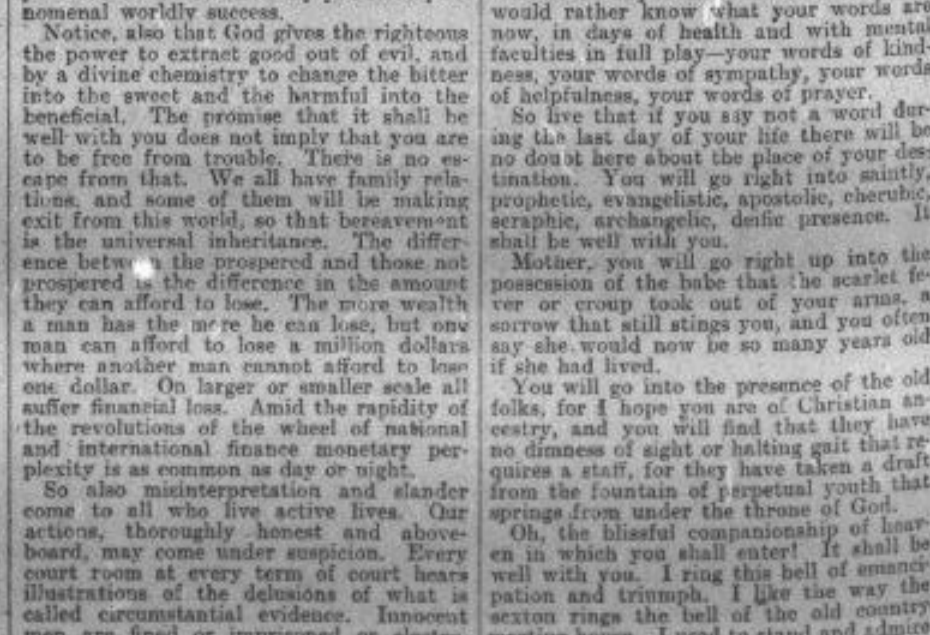 nomenal worldly success.
Notice, also that God gives the righteous
the power to extract good out of evil, and
by a divine chemistry to change the bitter
into the sweet and the harmful into the
beneficial. The promise that it shall be
well with you does not imply that you are
to be free from trouble. There is no es-
cape from that. We all have family rela-
tions, and some of them will be making
exit from this world, so that bereavement
is the universal inheritance. The differ-
ence between the prospered and those not
prospered is the difference in the amount
they can afford to lose. The more wealth
a man has the more he can lose, but one
man can afford to lose a million dollars
where another man cannot afford to lose
one dollar. On larger or smaller scale all
suffer financial loss. Amid the rapidity of
the revolutions of the wheel of national
and international finance monetary per-
plexity is as common as day or night.
So also misinterpretation and slander
come to all who live active lives. Our
actions, thoroughly honest and above-
board, may come under suspicion. Every
court room at every term of court hears
illustrations of the delusions of what is
called circumstantial evidence. Innocent
men are fined or imprisoned or
would rather know what your words are
now, in days of health and with mental
faculties in full play—your words of kind-
ness, your words of sympathy, your words
of helpfulness, your words of prayer.
So live that if you say not a word dur-
ing the last day of your life there will be
no doubt here about the place of your des-
tination. You will go right into saintly,
prophetic, evangelistic, apostolic, cherubic,
seraphic, archangelic, deific presence. It
shall be well with you.
Mother, you will go right up into the
possession of the babe that the scarlet fe-
ver or croup took out of your arms, a
sorrow that still stings you, and you often
say she would now be so many years old
if she had lived.
You will go into the presence of the old
folks, for I hope you are of Christian an-
cestry, and you will find that they have
no dimness of sight or halting gait that re-
quires a staff, for they have taken a draft
from the fountain of perpetual youth that
springs from under the throne of God.
Oh, the blissful companionship of heav-
en in which you shall enter! It shall be
well with you. I ring this bell of emanci-
pation and triumph. I like the way the
sexton rings the bell of the old country
I used to stand and admire